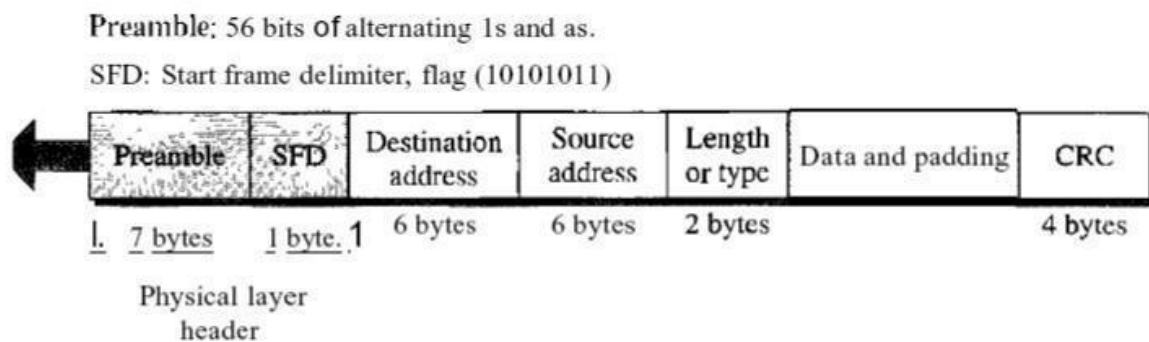 Preamble: 56 bits of alternating 1s and as.
SFD: Start frame delimiter, flag (10101011)
Preamble SFD Destination address Source address Length or type Data and padding CRC
l. 7 bytes 1 byte. 1 6 bytes 6 bytes 2 bytes 4 bytes
Physical layer
header